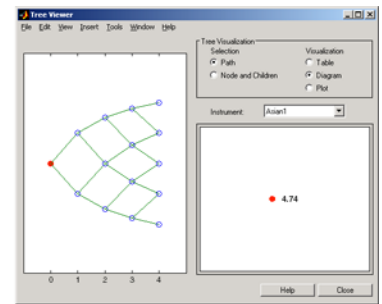 Tree Viewer
File Edit View Insert Tools Window Help
Tree Visualization
Selection
Visualization
Path
Table
Node and Children
Diagram
Plot
Instrument:
Asian1
4.74
0 1 2 3 4
Help
Close